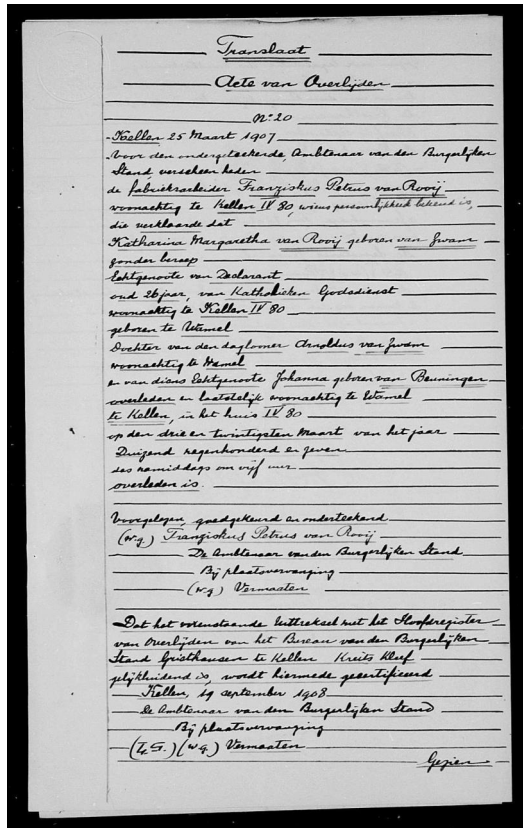 Translaat
Acte van Overlijden
No. 20
Kellen 25 Maart 1907
Voor den ondergeteekende, Ambtenaar van den Burgerlijken
Stand verscheen heden
de fabrieksarbeider Franziskus Petrus van Rooij
woonachtig te Kellen IV 80, wiens persoonlijkheid bekend is,
die verklaarde dat
Katharina Margaretha van Rooij geboren van Zwam
zonder beroep
Echtgenoote van Declarant
oud 26 jaar, van Katholieken Godsdienst
woonachtig te Kellen IV 80
geboren te Wamel
Dochter van den daglooner Arnoldus van Zwam
woonachtig te Wamel
en van diens Echtgenoote Johanna geboren van Beuningen
overleden en laatstelijk woonachtig te Wamel
te Kellen, in het huis IV 80
op den drie en twintigsten Maart van het jaar
Duizend negenhonderd en zeven
des namiddags om vijf uur
overleden is.
Voorgelezen, goedgekeurd en onderteekend
(w.g.) Franziskus Petrus van Rooij
De Ambtenaar van den Burgerlijken Stand
Bij plaatsvervanging
(w.g.) Vermaaten
Dat het vorenstaande Uittreksel met het Hoofdregister
van Overlijden van het Bureau van den Burgerlijken
Stand Griethausen te Kellen Kreits Kleef
gelijkluidend is, wordt hiermede gecertificeerd
Kellen, 19 September 1908
De Ambtenaar van den Burgerlijken Stand
Bij plaatsvervanging
(L.S.) (w.g.) Vermaaten
Gezien